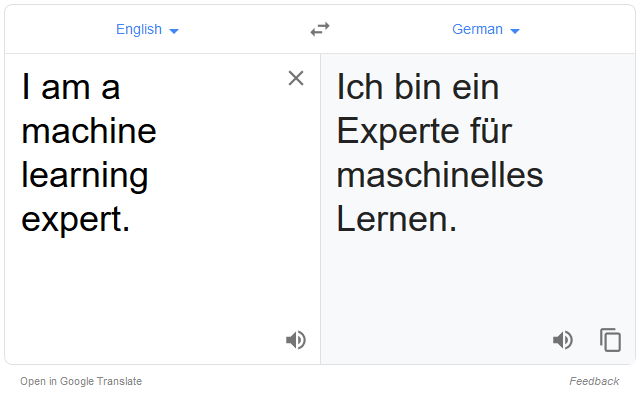 English
German
I am a
machine
learning
expert.
Ich bin ein
Experte für
maschinelles
Lernen.
Open in Google Translate
Feedback